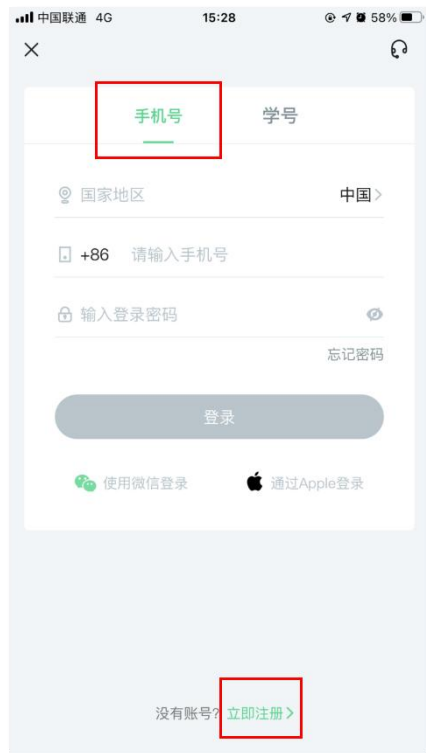 中国联通 4G 15:28 58%
手机号 学号
国家地区 中国
+86 请输入手机号
输入登录密码
忘记密码
登录
使用微信登录 通过Apple登录
没有账号? 立即注册